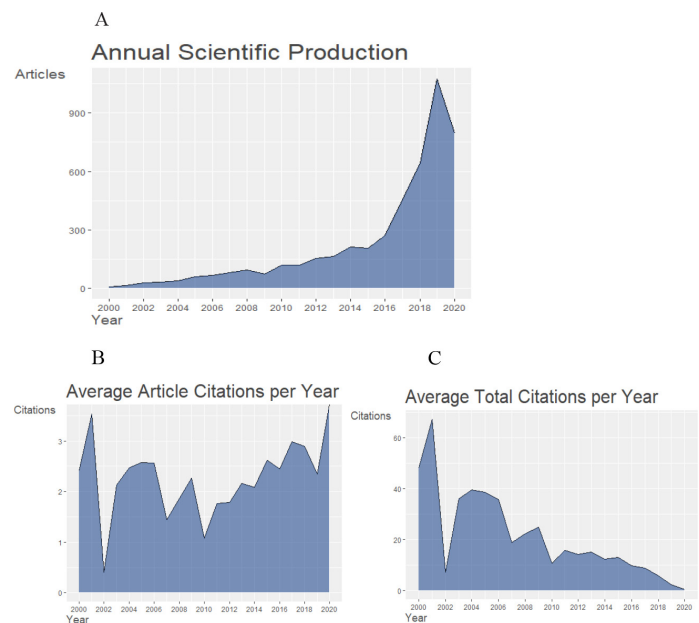 A
Annual Scientific Production
Articles
900
600
300
0
2000 2002 2004 2006 2008 2010 2012 2014 2016 2018 2020
Year
B
Average Article Citations per Year
Citations
3
2
1
0
2000 2002 2004 2006 2008 2010 2012 2014 2016 2018 2020
Year
C
Average Total Citations per Year
Citations
60
40
20
0
2000 2002 2004 2006 2008 2010 2012 2014 2016 2018 2020
Year